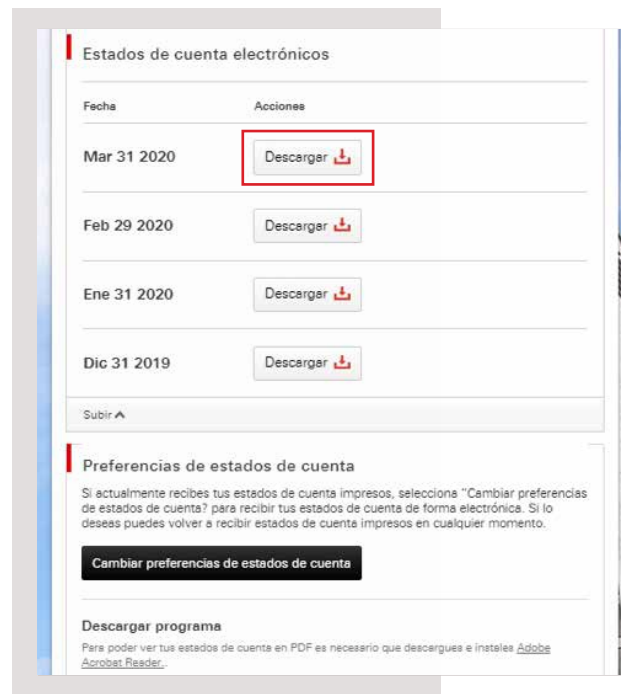 Estados de cuenta electrónicos
Fecha Acciones
Mar 31 2020 Descargar
Feb 29 2020 Descargar
Ene 31 2020 Descargar
Dic 31 2019 Descargar
Subir
Preferencias de estados de cuenta
Si actualmente recibes tus estados de cuenta impresos, selecciona "Cambiar preferencias
de estados de cuenta? para recibir tus estados de cuenta de forma electrónica. Si lo
deseas puedes volver a recibir estados de cuenta impresos en cualquier momento.
Cambiar preferencias de estados de cuenta
Descargar programa
Para poder ver tus estados de cuenta en PDF es necesario que descargues e instales Adobe
Acrobat Reader..